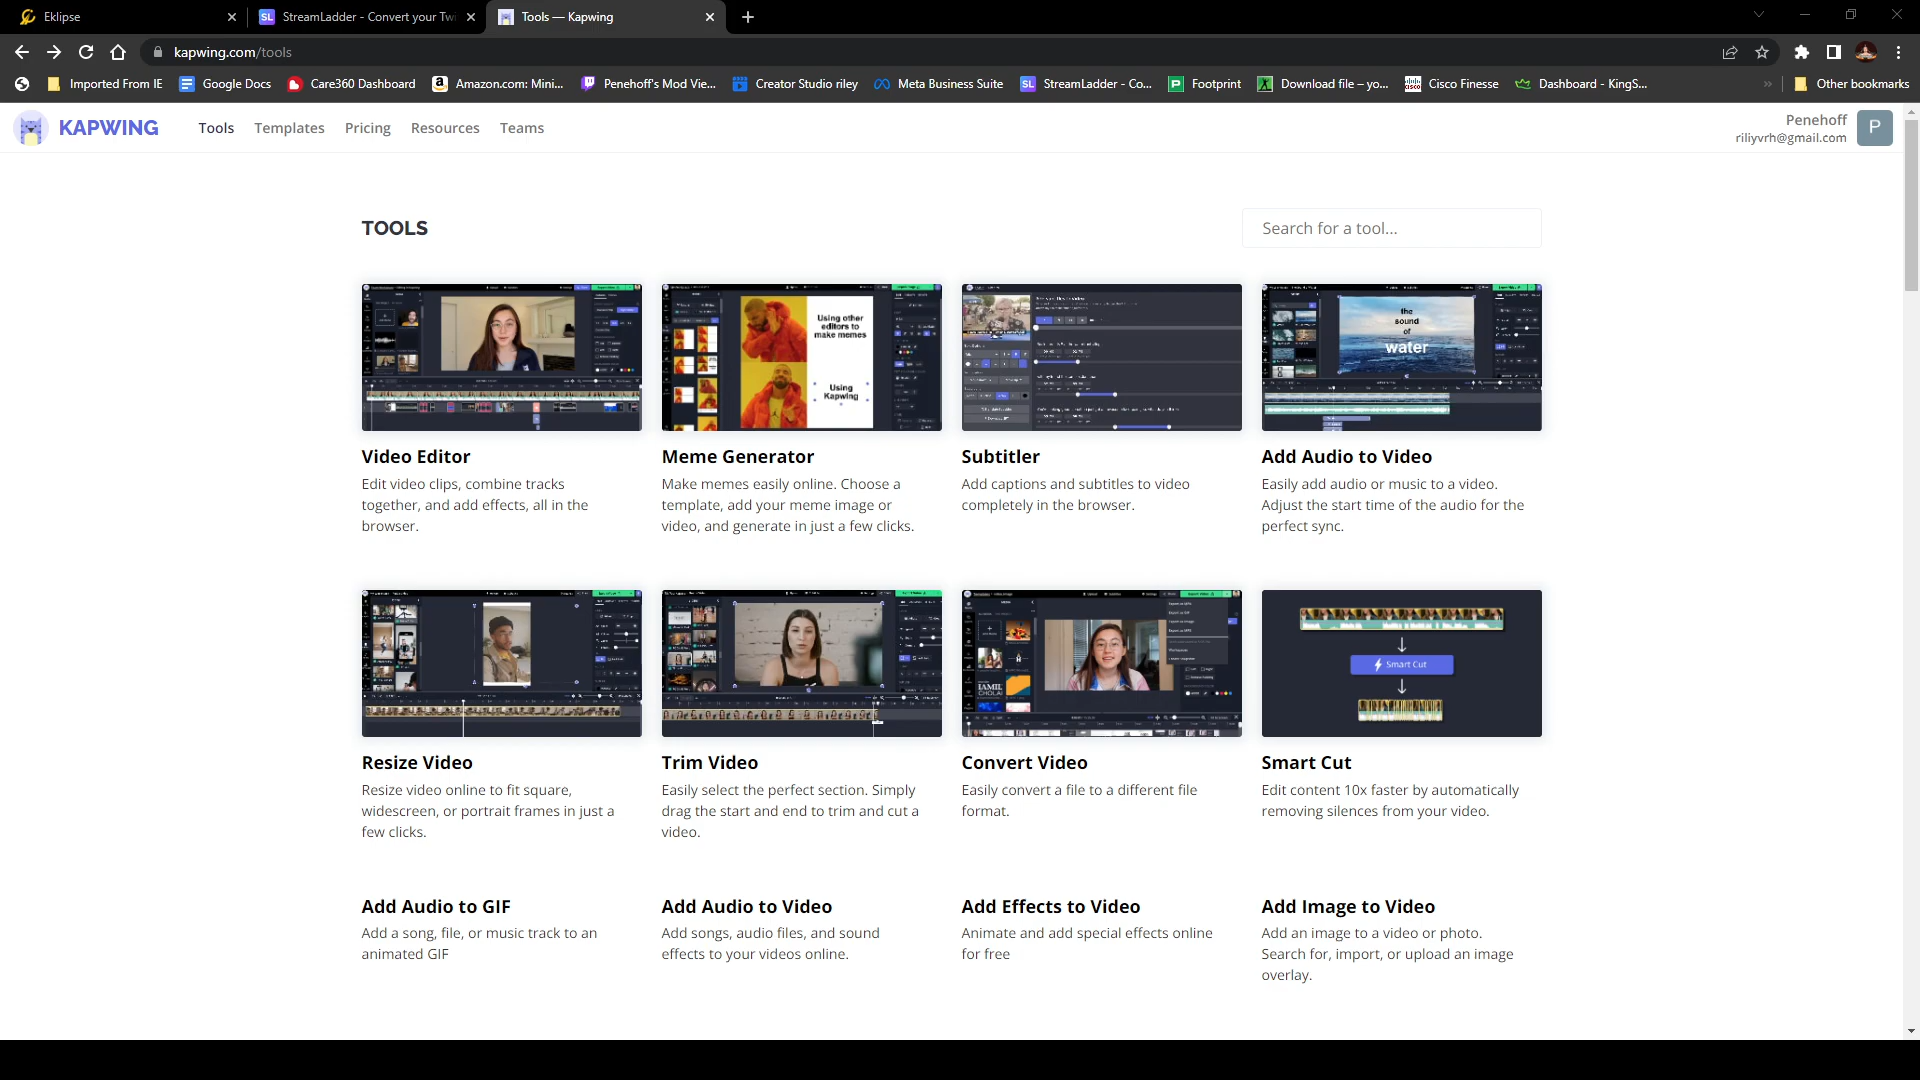 Eklipse
StreamLadder - Convert your Twi
Tools — Kapwing
kapwing.com/tools
Imported From IE
Google Docs
Care360 Dashboard
Amazon.com: Mini...
Penehoff's Mod Vie...
Creator Studio riley
Meta Business Suite
StreamLadder - Co...
Footprint
Download file – yo...
Cisco Finesse
Dashboard - KingS...
Other bookmarks
KAPWING
Tools
Templates
Pricing
Resources
Teams
Penehoff
riliyvrh@gmail.com
P
TOOLS
Search for a tool...
Using other
editors to
make memes
Using
Kapwing
the
sound
of
water
Video Editor
Edit video clips, combine tracks
together, and add effects, all in the
browser.
Meme Generator
Make memes easily online. Choose a
template, add your meme image or
video, and generate in just a few clicks.
Subtitler
Add captions and subtitles to video
completely in the browser.
Add Audio to Video
Easily add audio or music to a video.
Adjust the start time of the audio for the
perfect sync.
Smart Cut
Resize Video
Resize video online to fit square,
widescreen, or portrait frames in just a
few clicks.
Trim Video
Easily select the perfect section. Simply
drag the start and end to trim and cut a
video.
Convert Video
Easily convert a file to a different file
format.
Smart Cut
Edit content 10x faster by automatically
removing silences from your video.
Add Audio to GIF
Add a song, file, or music track to an
animated GIF
Add Audio to Video
Add songs, audio files, and sound
effects to your videos online.
Add Effects to Video
Animate and add special effects online
for free
Add Image to Video
Add an image to a video or photo.
Search for, import, or upload an image
overlay.